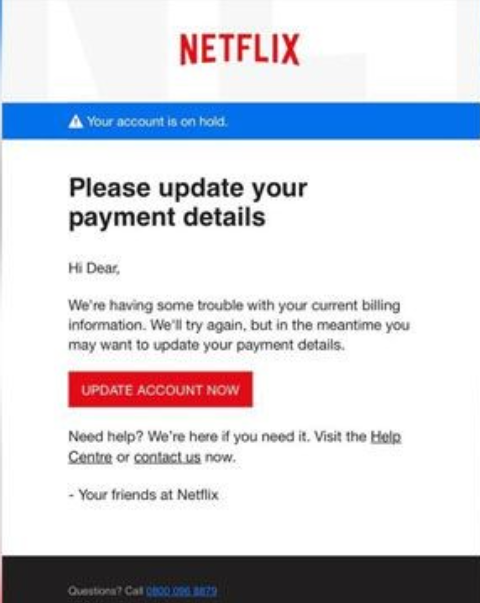 NETFLIX
Your account is on hold.
Please update your
payment details
Hi Dear,
We're having some trouble with your current billing
information. We'll try again, but in the meantime you
may want to update your payment details.
UPDATE ACCOUNT NOW
Need help? We're here if you need it. Visit the Help
Centre or contact us now.
- Your friends at Netflix
Questions? Call 0800 096 8879